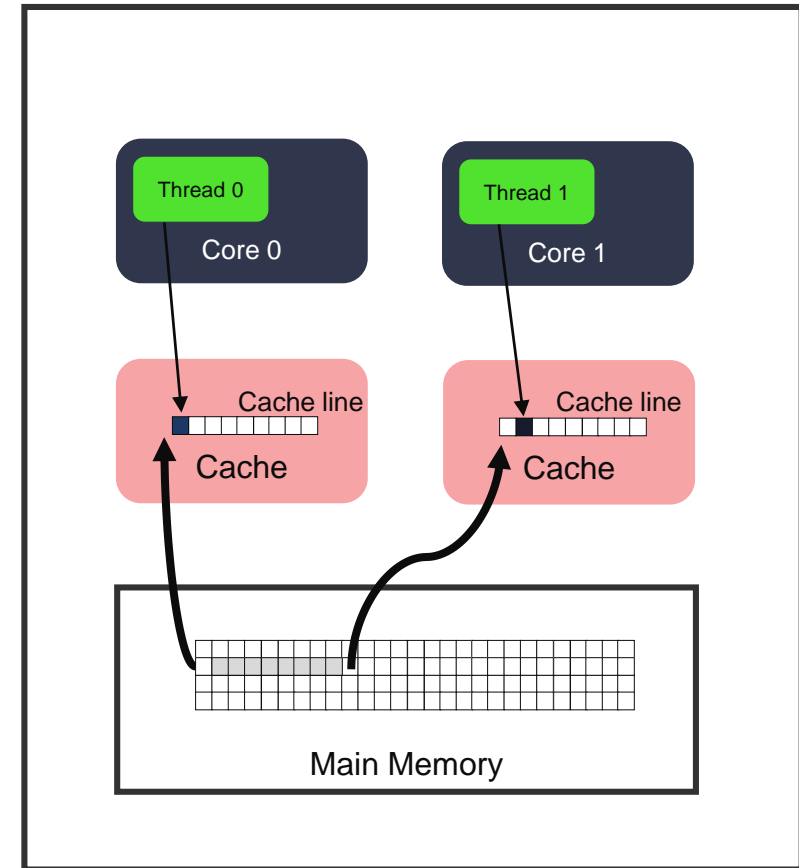 Thread 0
Thread 1
Core 0
Core 1
Cache line
Cache line
Cache
Cache
Main Memory